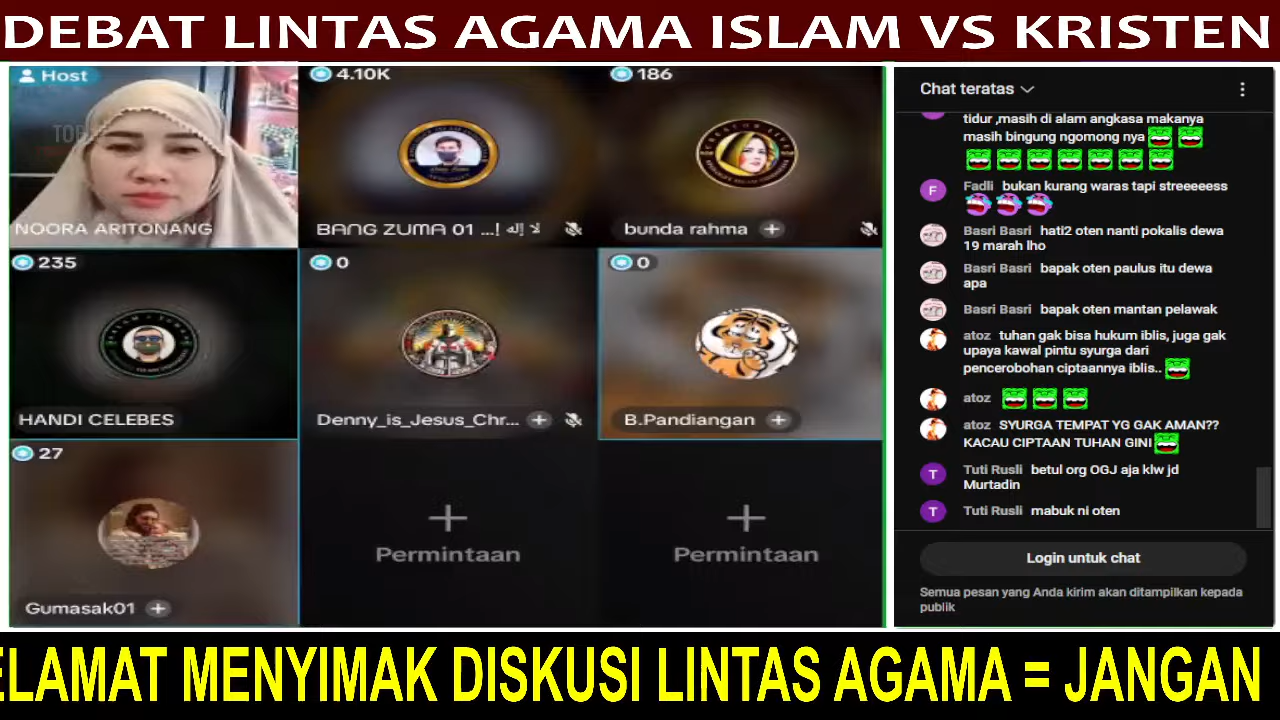 DEBAT LINTAS AGAMA ISLAM VS KRISTEN
Host
4.10K
186
NOORA ARITONANG
BANG ZUMA 01 ...! لا إله
bunda rahma +
235
0
0
HANDI CELEBES
Denny_is_Jesus_Chr... +
B.Pandiangan +
27
Gumasak01 +
Permintaan
Permintaan
Chat teratas
tidur ,masih di alam angkasa makanya
masih bingung ngomong nya
F Fadli bukan kurang waras tapi streeeeess
Basri Basri hati2 oten nanti pokalis dewa
19 marah lho
Basri Basri bapak oten paulus itu dewa
apa
Basri Basri bapak oten mantan pelawak
atoz tuhan gak bisa hukum iblis, juga gak
upaya kawal pintu syurga dari
pencerobohan ciptaannya iblis..
atoz
atoz SYURGA TEMPAT YG GAK AMAN??
KACAU CIPTAAN TUHAN GINI
T Tuti Rusli betul org OGJ aja klw jd
Murtadin
T Tuti Rusli mabuk ni oten
Login untuk chat
Semua pesan yang Anda kirim akan ditampilkan kepada
publik
ELAMAT MENYIMAK DISKUSI LINTAS AGAMA = JANGAN